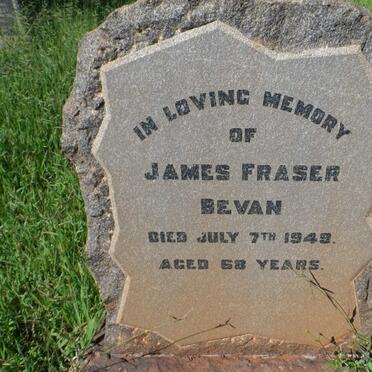 IN LOVING MEMORY
OF
JAMES FRASER
BEVAN
DIED JULY 7TH 1949.
AGED 68 YEARS.